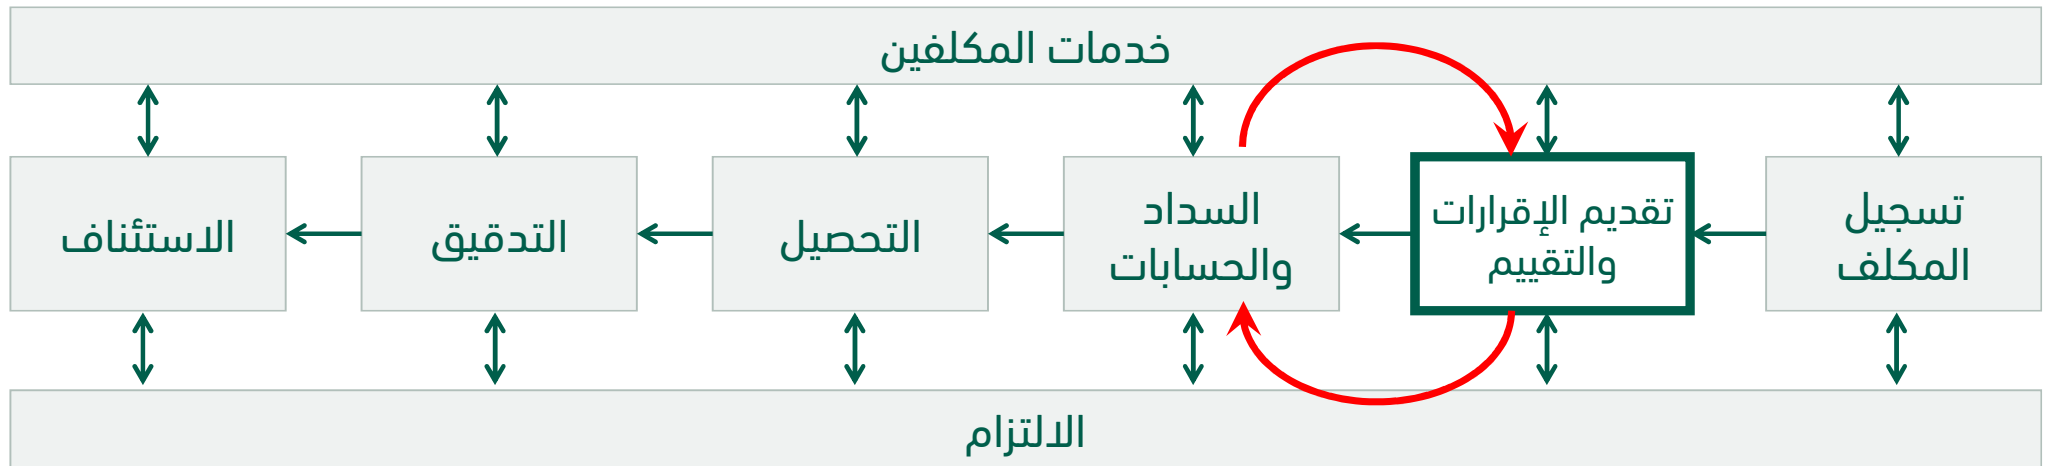 خدمات المكلفين
تسجيل
المكلف
تقديم الإقرارات
والتقييم
السداد
والحسابات
التحصيل
التدقيق
الاستئناف
الالتزام